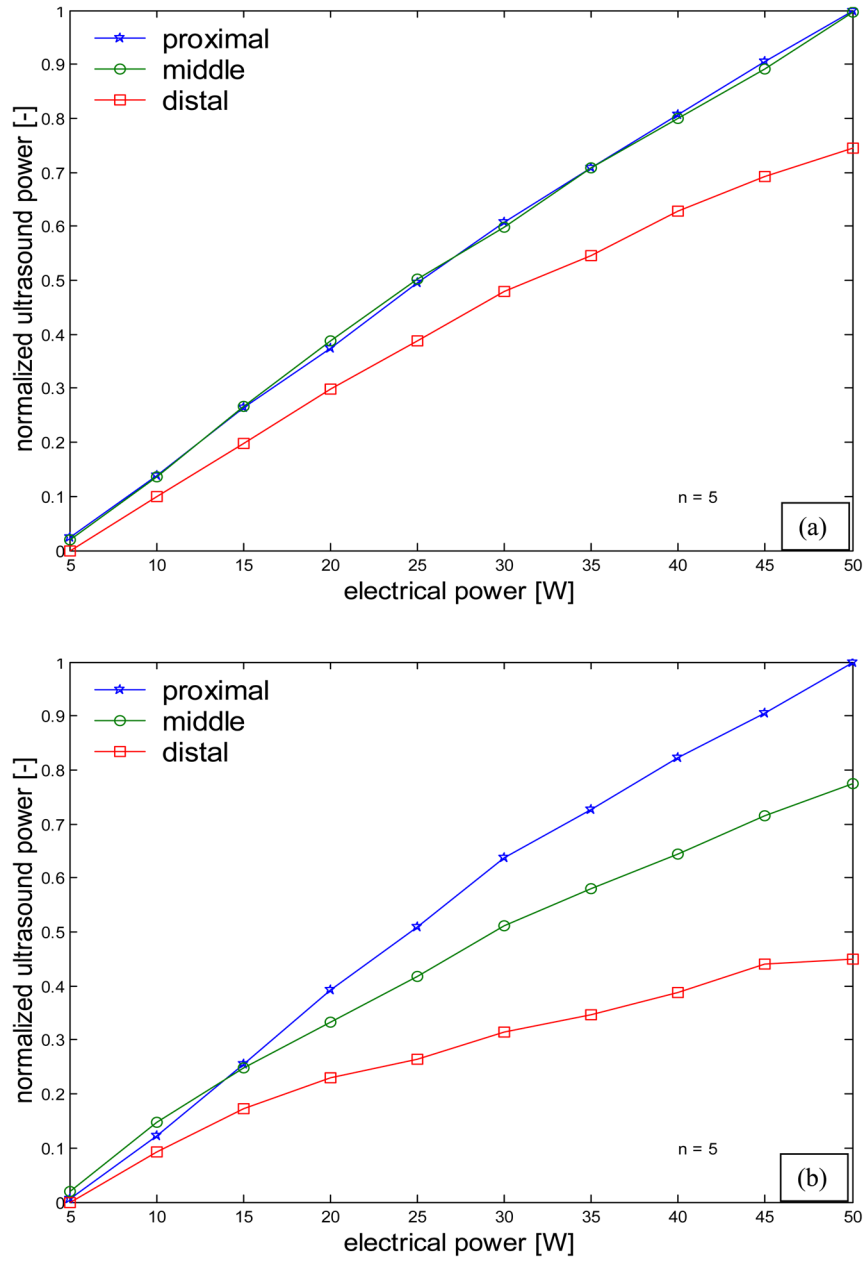 1
proximal
0.9
middle
distal
0.8
0.7
0.6
0.5
0.4
0.3
0.2
0.1
0
normalized ultrasound power [-]
n = 5
(a)
5 10 15 20 25 30 35 40 45 50
electrical power [W]
1
proximal
0.9
middle
distal
0.8
0.7
0.6
0.5
0.4
0.3
0.2
0.1
0
normalized ultrasound power [-]
n = 5
(b)
5 10 15 20 25 30 35 40 45 50
electrical power [W]